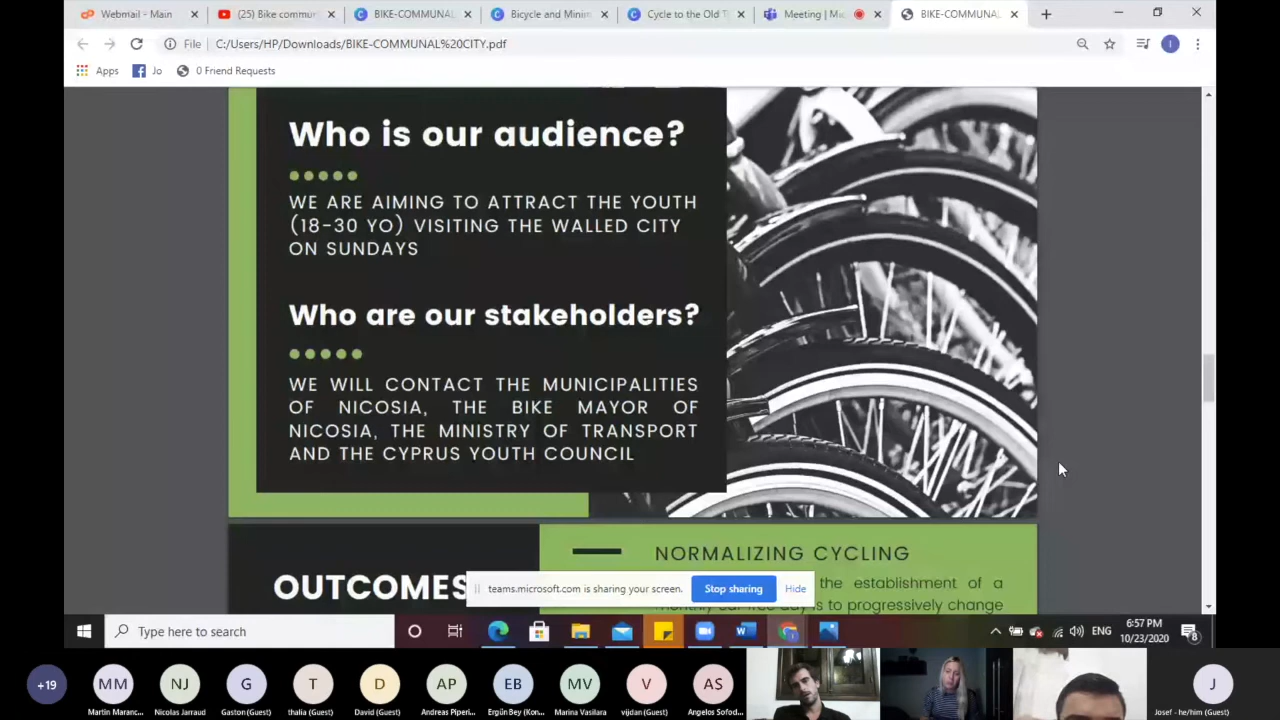 Webmail - Main
(25) Bike commun
BIKE-COMMUNAL
Bicycle and Minim
Cycle to the Old T
Meeting | Mi
BIKE-COMMUNAL
File
C:/Users/HP/Downloads/BIKE-COMMUNAL%20CITY.pdf
I
Apps
Jo
0 Friend Requests
Who is our audience?
WE ARE AIMING TO ATTRACT THE YOUTH
(18-30 YO) VISITING THE WALLED CITY
ON SUNDAYS
Who are our stakeholders?
WE WILL CONTACT THE MUNICIPALITIES
OF NICOSIA, THE BIKE MAYOR OF
NICOSIA, THE MINISTRY OF TRANSPORT
AND THE CYPRUS YOUTH COUNCIL
OUTCOMES
NORMALIZING CYCLING
the establishment of a
is to progressively change
teams.microsoft.com is sharing your screen.
Stop sharing
Hide
Type here to search
ENG
6:57 PM
10/23/2020
8
+19
MM
NJ
G
T
D
AP
EB
MV
V
AS
J
Martin Maranc...
Nicolas Jarraud
Gaston (Guest)
thalia (Guest)
David (Guest)
Andreas Piperi...
Ergün Bey (Kon...
Marina Vasilara
vijdan (Guest)
Angelos Sofod...
Josef - he/him (Guest)